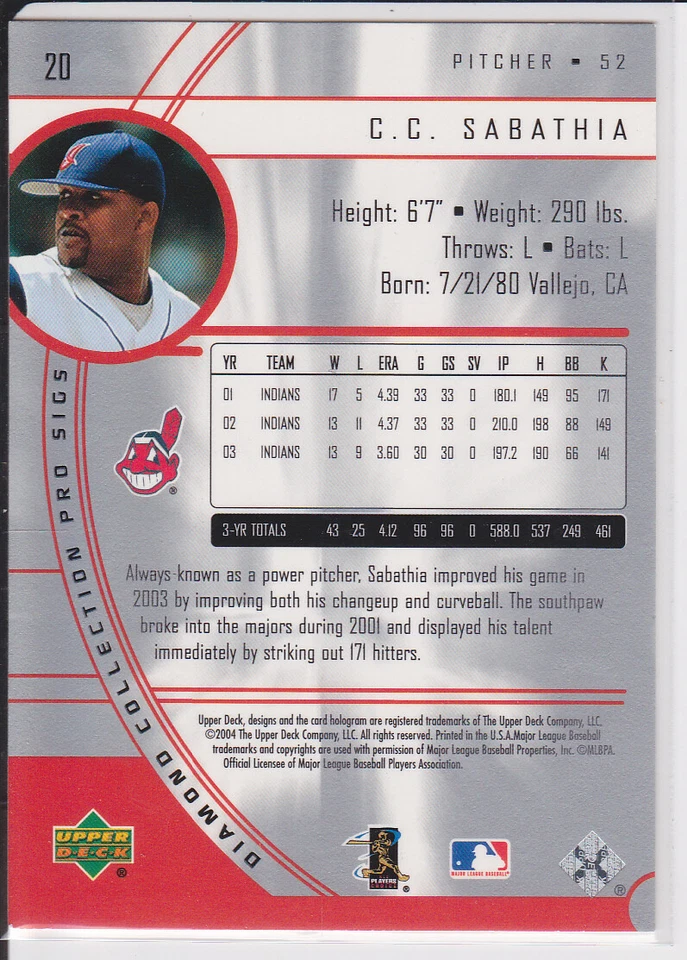 20
PITCHER ▪ 52
C.C. SABATHIA
Height: 6'7" ▪ Weight: 290 lbs.
Throws: L ▪ Bats: L
Born: 7/21/80 Vallejo, CA
YR TEAM W L ERA G GS SV IP H BB K
01 INDIANS 17 5 4.39 33 33 0 180.1 149 95 171
02 INDIANS 13 11 4.37 33 33 0 210.0 198 88 149
03 INDIANS 13 9 3.60 30 30 0 197.2 190 66 141
3-YR TOTALS 43 25 4.12 96 96 0 588.0 537 249 461
Always-known as a power pitcher, Sabathia improved his game in
2003 by improving both his changeup and curveball. The southpaw
broke into the majors during 2001 and displayed his talent
immediately by striking out 171 hitters.
DIAMOND COLLECTION PRO SIGS
Upper Deck, designs and the card hologram are registered trademarks of The Upper Deck Company, LLC.
©2004 The Upper Deck Company, LLC. All rights reserved. Printed in the U.S.A.Major League Baseball
trademarks and copyrights are used with permission of Major League Baseball Properties, Inc. ©MLBPA.
Official Licensee of Major League Baseball Players Association.
UPPER
DECK
®
PLAYERS
CHOICE
®
MAJOR LEAGUE BASEBALL
®